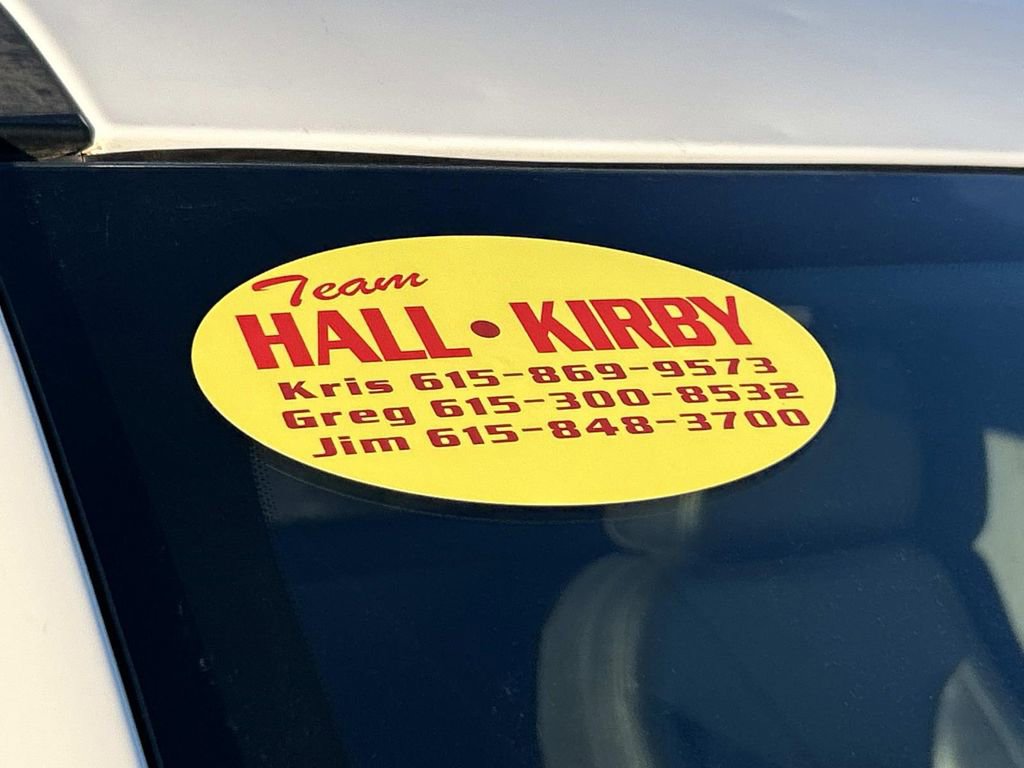 Team
HALL • KIRBY
Kris 615-869-9573
Greg 615-300-8532
Jim 615-848-3700